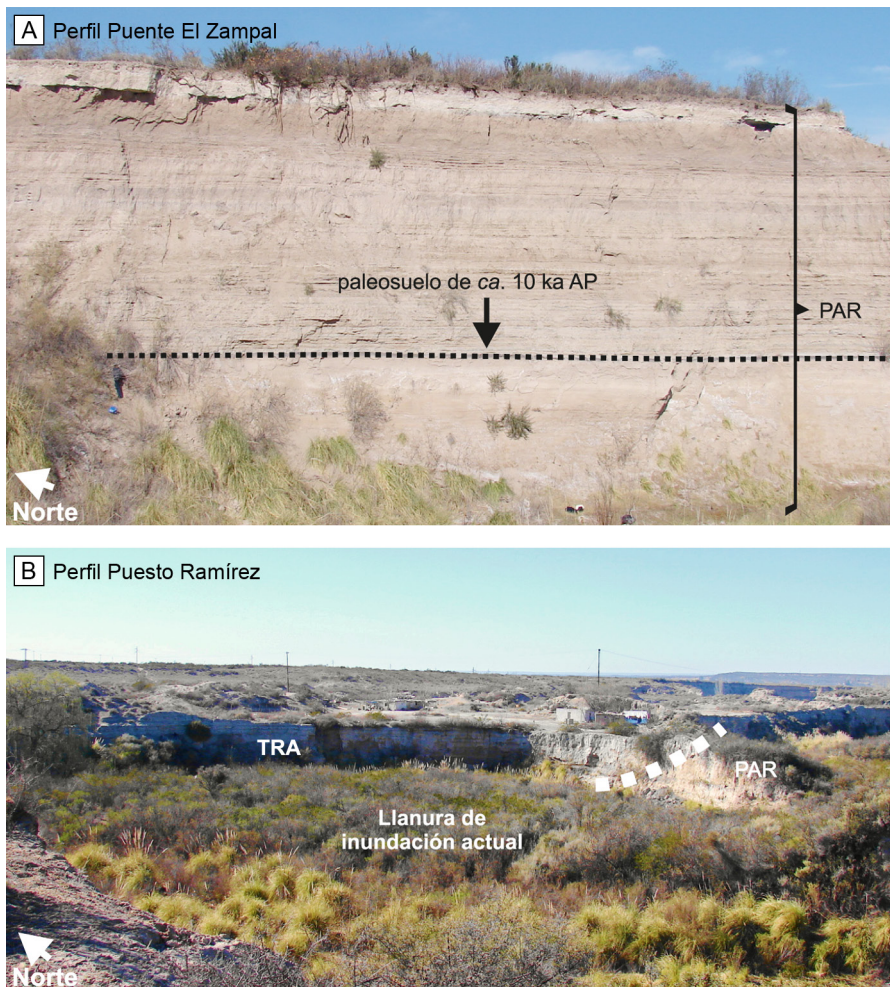 A Perfil Puente El Zampal
paleosuelo de ca. 10 ka AP
PAR
Norte
B Perfil Puesto Ramírez
TRA
PAR
Llanura de
inundación actual
Norte